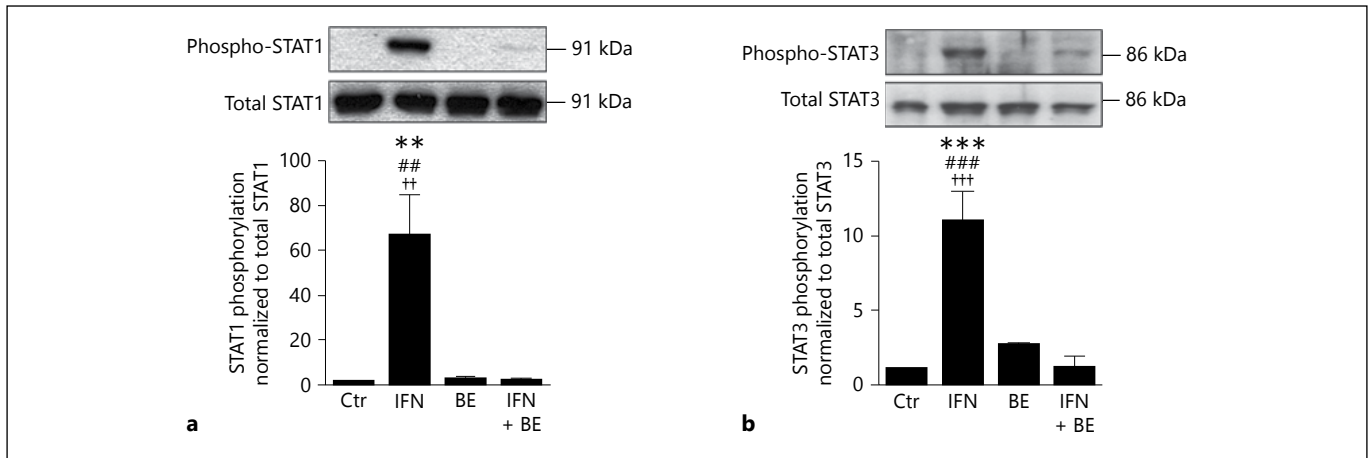 Phospho-STAT1
91 kDa
Total STAT1
91 kDa
**
##
††
STAT1 phosphorylation
normalized to total STAT1
100
80
60
40
20
0
Ctr
IFN
BE
IFN
+ BE
a
Phospho-STAT3
86 kDa
Total STAT3
86 kDa
***
###
†††
STAT3 phosphorylation
normalized to total STAT3
15
10
5
0
Ctr
IFN
BE
IFN
+ BE
b